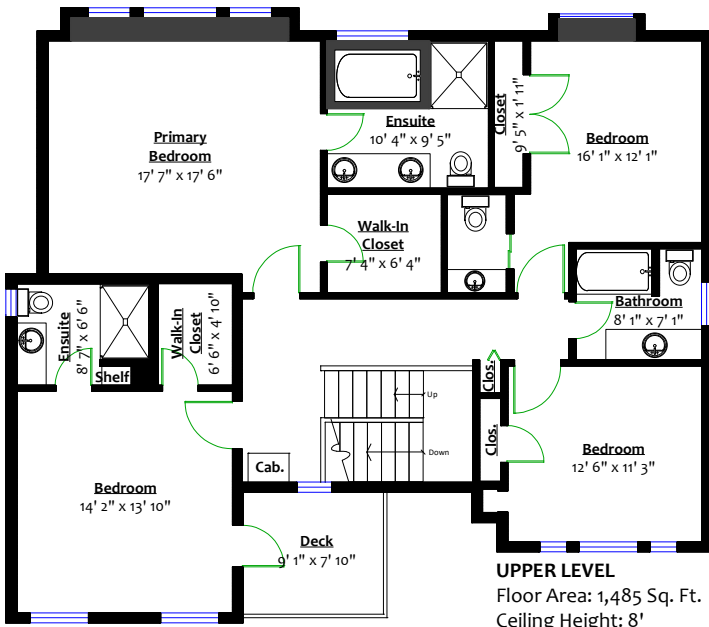 Primary
Bedroom
17' 7" x 17' 6"
Ensuite
10' 4" x 9' 5"
Closet
9' 5" x 1' 11"
Bedroom
16' 1" x 12' 1"
Walk-In
Closet
7' 4" x 6' 4"
Ensuite
8' 7" x 6' 6"
Walk-In
Closet
6' 6" x 4' 10"
Shelf
Bathroom
8' 1" x 7' 1"
Clos.
Up
Clos.
Down
Bedroom
12' 6" x 11' 3"
Cab.
Bedroom
14' 2" x 13' 10"
Deck
9' 1" x 7' 10"
UPPER LEVEL
Floor Area: 1,485 Sq. Ft.
Ceiling Height: 8'